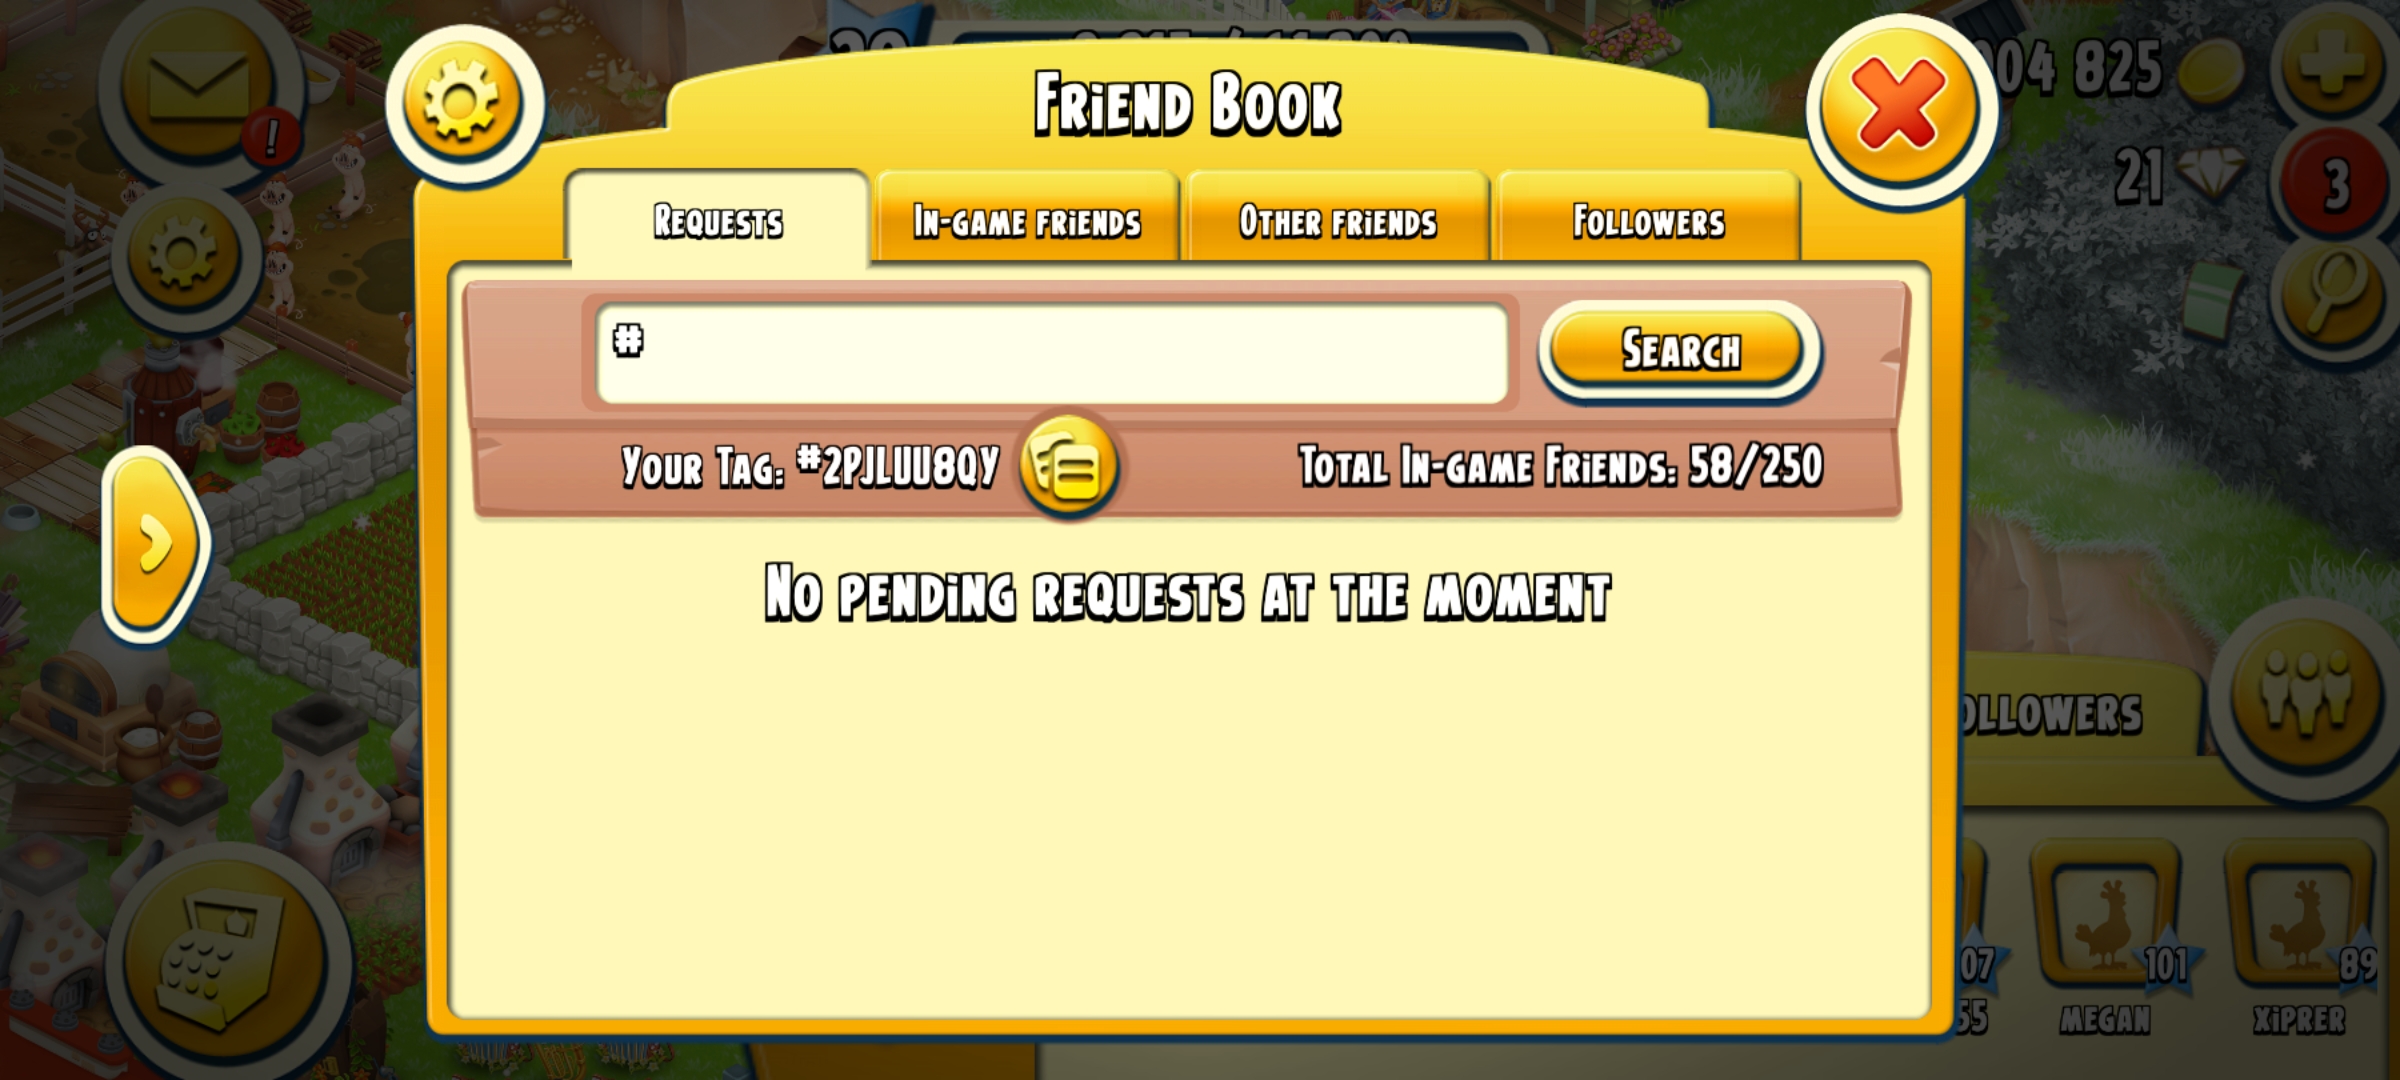 Friend Book
Requests
In-game friends
Other friends
Followers
#
Search
Your Tag: #2PJLUU8QY
Total In-game Friends: 58/250
No pending requests at the moment
04 825
21
3
!
ollowers
07
101
89
55
Megan
Xiprer